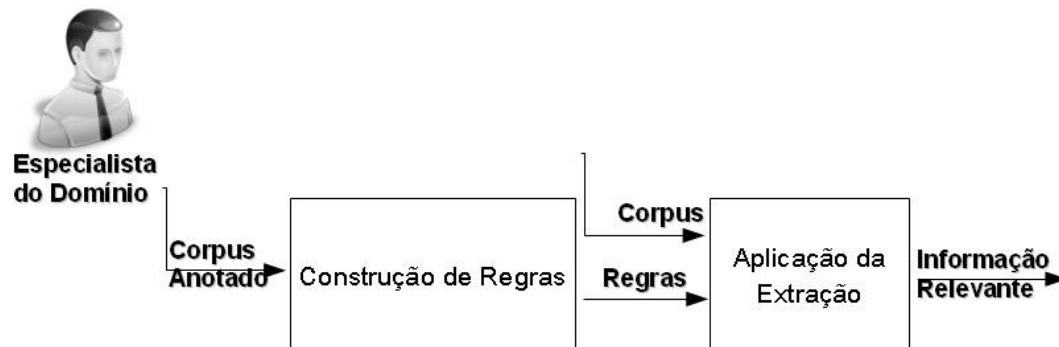 Especialista
do Domínio
Corpus
Anotado
Construção de Regras
Corpus
Regras
Aplicação da
Extração
Informação
Relevante